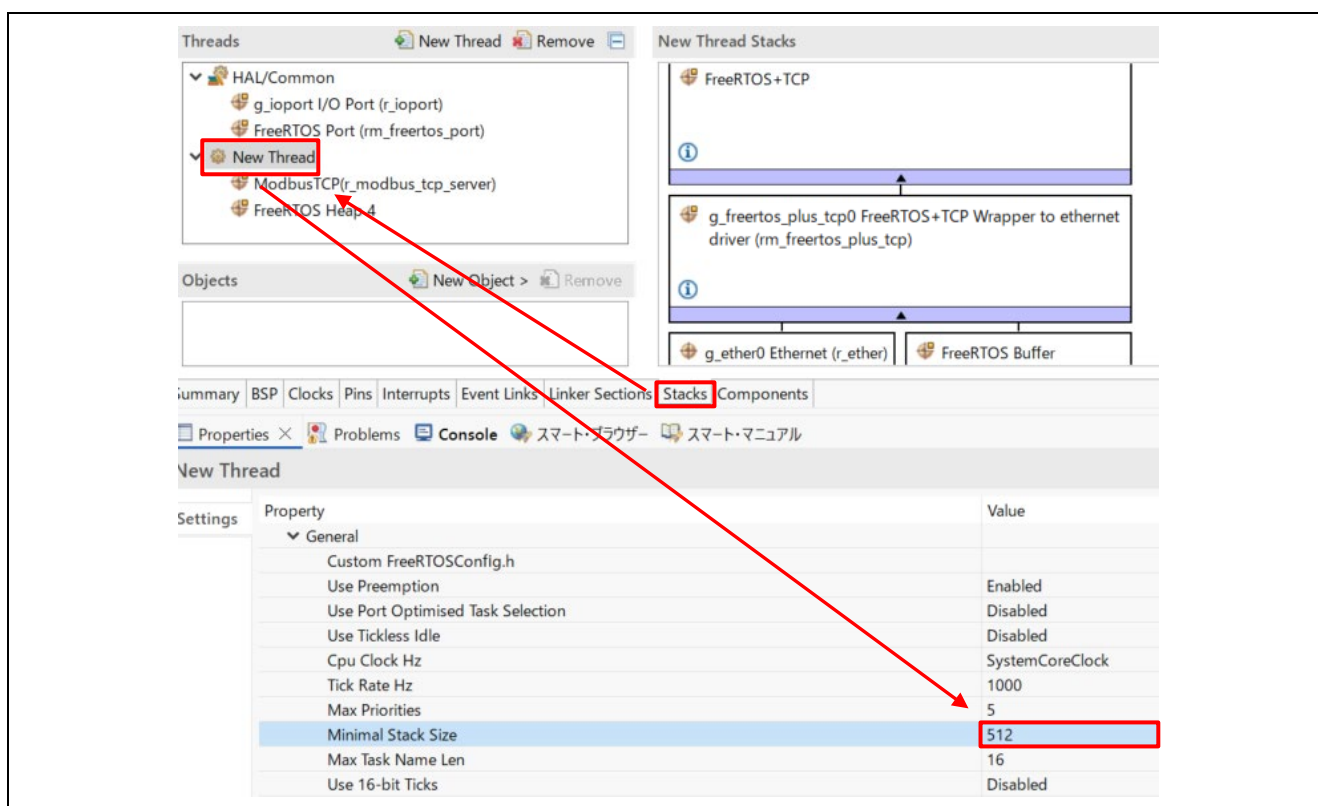 Threads New Thread Remove New Thread Stacks
HAL/Common
g_ioport I/O Port (r_ioport)
FreeRTOS Port (rm_freertos_port)
New Thread
ModbusTCP(r_modbus_tcp_server)
FreeRTOS Heap 4
FreeRTOS+TCP
g_freertos_plus_tcp0 FreeRTOS+TCP Wrapper to ethernet
driver (rm_freertos_plus_tcp)
g_ether0 Ethernet (r_ether) FreeRTOS Buffer
Objects New Object > Remove
Summary BSP Clocks Pins Interrupts Event Links Linker Sections Stacks Components
Properties Problems Console スマート・ブラウザー スマート・マニュアル
New Thread
Settings Property Value
General
Custom FreeRTOSConfig.h
Use Preemption Enabled
Use Port Optimised Task Selection Disabled
Use Tickless Idle Disabled
Cpu Clock Hz SystemCoreClock
Tick Rate Hz 1000
Max Priorities 5
Minimal Stack Size 512
Max Task Name Len 16
Use 16-bit Ticks Disabled